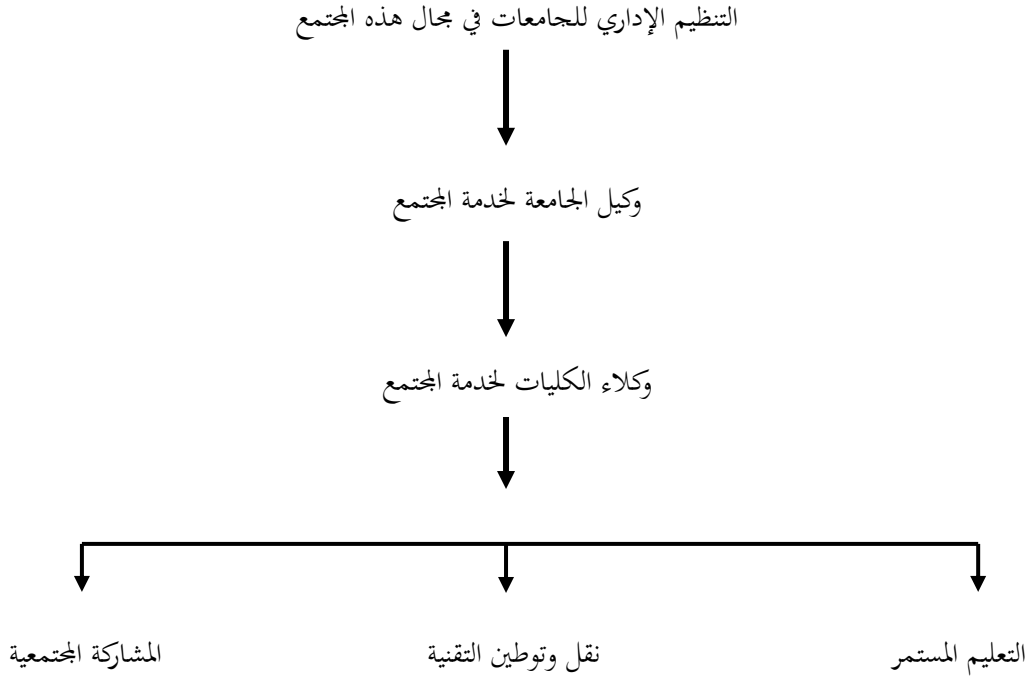 التنظيم الإداري للجامعات في مجال هذه المجتمع
وكيل الجامعة لخدمة المجتمع
وكلاء الكليات لخدمة المجتمع
التعليم المستمر
نقل وتوطين التقنية
المشاركة المجتمعية